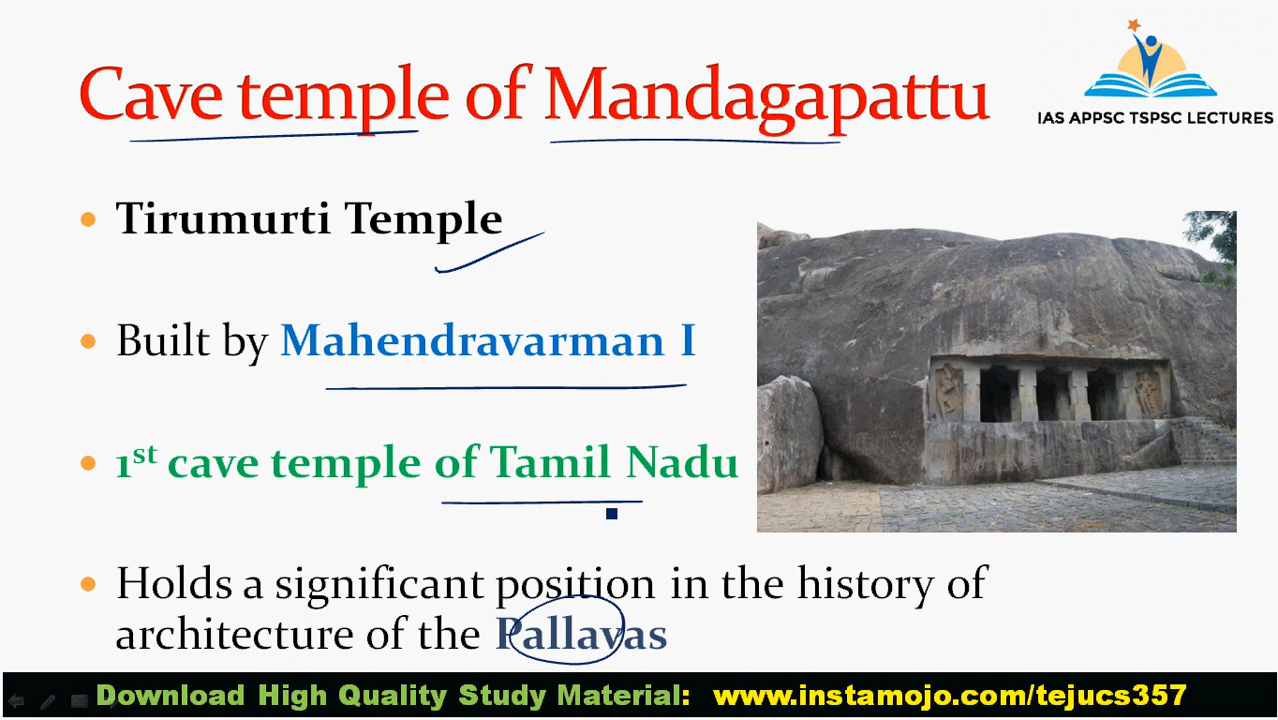 Cave temple of Mandagapattu
IAS APPSC TSPSC LECTURES
• Tirumurti Temple
• Built by Mahendravarman I
• 1st cave temple of Tamil Nadu
• Holds a significant position in the history of
architecture of the Pallavas
Download High Quality Study Material: www.instamojo.com/tejucs357